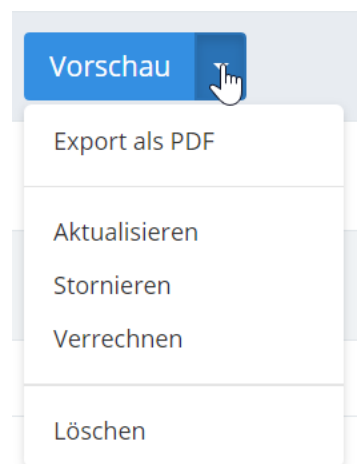 Vorschau
Export als PDF
Aktualisieren
Stornieren
Verrechnen
Löschen